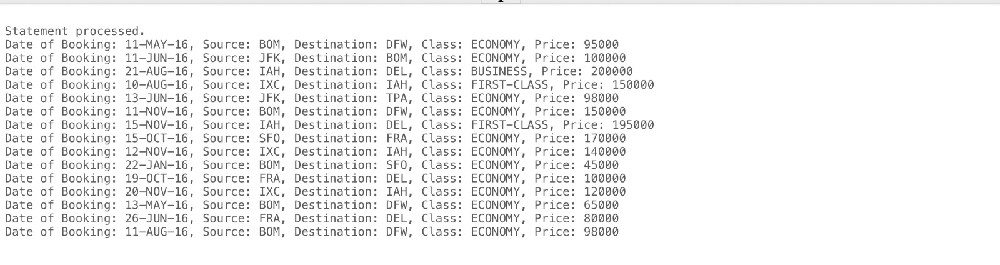 Statement processed.
Date of Booking: 11-MAY-16, Source: BOM, Destination: DFW, Class: ECONOMY, Price: 95000
Date of Booking: 11-JUN-16, Source: JFK, Destination: BOM, Class: ECONOMY, Price: 100000
Date of Booking: 21-AUG-16, Source: IAH, Destination: DEL, Class: BUSINESS, Price: 200000
Date of Booking: 10-AUG-16, Source: IXC, Destination: IAH, Class: FIRST-CLASS, Price: 150000
Date of Booking: 13-JUN-16, Source: JFK, Destination: TPA, Class: ECONOMY, Price: 98000
Date of Booking: 11-NOV-16, Source: BOM, Destination: DFW, Class: ECONOMY, Price: 150000
Date of Booking: 15-NOV-16, Source: IAH, Destination: DEL, Class: FIRST-CLASS, Price: 195000
Date of Booking: 15-OCT-16, Source: SFO, Destination: FRA, Class: ECONOMY, Price: 170000
Date of Booking: 12-NOV-16, Source: IXC, Destination: IAH, Class: ECONOMY, Price: 140000
Date of Booking: 22-JAN-16, Source: BOM, Destination: SFO, Class: ECONOMY, Price: 45000
Date of Booking: 19-OCT-16, Source: FRA, Destination: DEL, Class: ECONOMY, Price: 100000
Date of Booking: 20-NOV-16, Source: IXC, Destination: IAH, Class: ECONOMY, Price: 120000
Date of Booking: 13-MAY-16, Source: BOM, Destination: DFW, Class: ECONOMY, Price: 65000
Date of Booking: 26-JUN-16, Source: FRA, Destination: DEL, Class: ECONOMY, Price: 80000
Date of Booking: 11-AUG-16, Source: BOM, Destination: DFW, Class: ECONOMY, Price: 98000